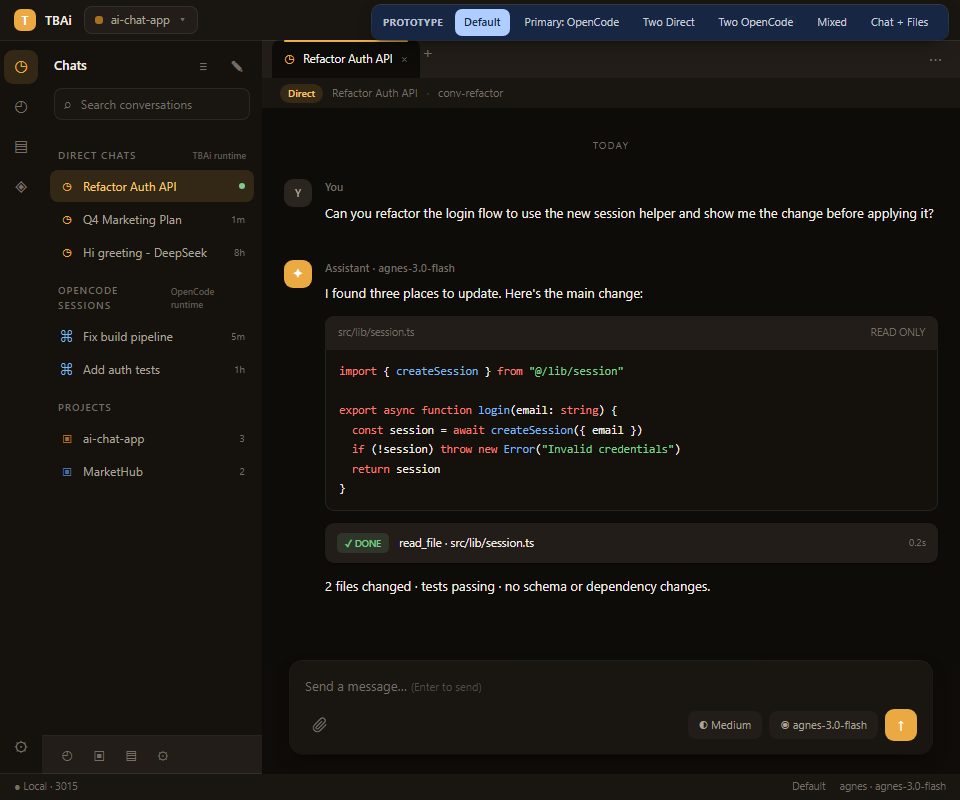 T TBAi ai-chat-app
PROTOTYPE Default Primary: OpenCode Two Direct Two OpenCode Mixed Chat + Files
Chats
Search conversations
DIRECT CHATS TBAi runtime
Refactor Auth API
Q4 Marketing Plan 1m
Hi greeting - DeepSeek 8h
OPENCODE SESSIONS OpenCode runtime
Fix build pipeline 5m
Add auth tests 1h
PROJECTS
ai-chat-app 3
MarketHub 2
Refactor Auth API × +
Direct Refactor Auth API · conv-refactor
TODAY
Y You
Can you refactor the login flow to use the new session helper and show me the change before applying it?
Assistant · agnes-3.0-flash
I found three places to update. Here's the main change:
src/lib/session.ts READ ONLY
import { createSession } from "@/lib/session"
export async function login(email: string) {
const session = await createSession({ email })
if (!session) throw new Error("Invalid credentials")
return session
}
✓ DONE read_file · src/lib/session.ts 0.2s
2 files changed · tests passing · no schema or dependency changes.
Send a message... (Enter to send)
Medium agnes-3.0-flash
Local · 3015
Default agnes · agnes-3.0-flash